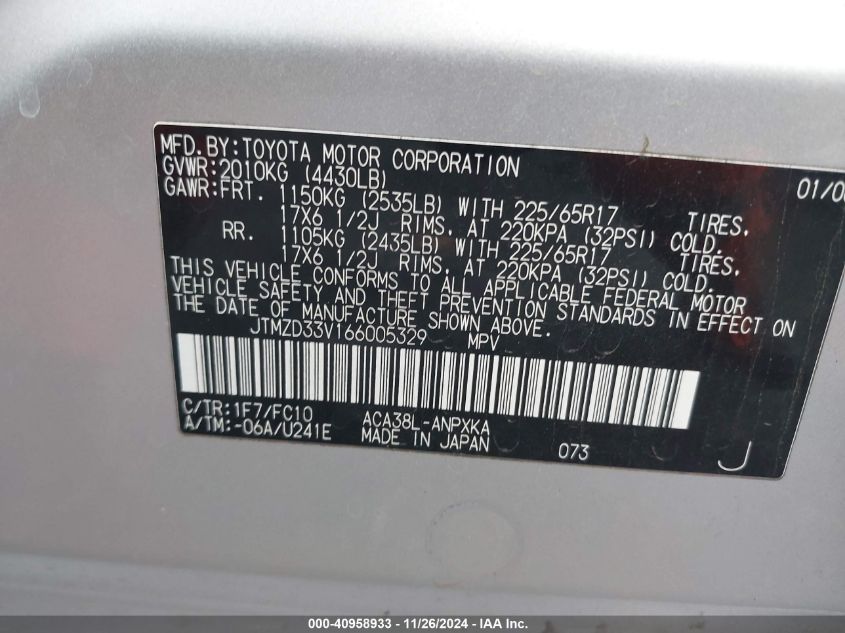 MFD.BY:TOYOTA MOTOR CORPORATION 01/0
GVWR:2010KG (4430LB)
GAWR:FRT. 1150KG (2535LB) WITH 225/65R17 TIRES,
17X6 1/2J RIMS, AT 220KPA (32PSI) COLD.
RR. 1105KG (2435LB) WITH 225/65R17 TIRES,
17X6 1/2J RIMS, AT 220KPA (32PSI) COLD.
THIS VEHICLE CONFORMS TO ALL APPLICABLE FEDERAL MOTOR
VEHICLE SAFETY AND THEFT PREVENTION STANDARDS IN EFFECT ON
THE DATE OF MANUFACTURE SHOWN ABOVE.
JTMZD33V166005329 MPV
C/TR:1F7/FC10 ACA38L-ANPXKA
A/TM:-06A/U241E MADE IN JAPAN 073 J
000-40958933 - 11/26/2024 - IAA Inc.